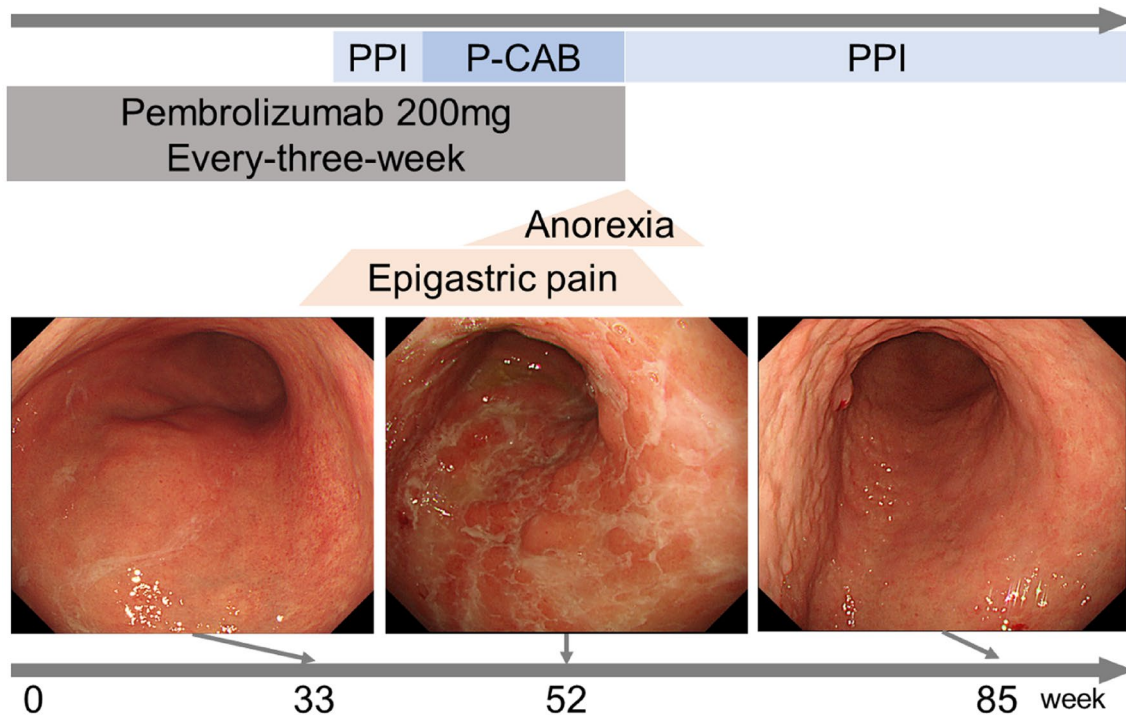 PPI P-CAB PPI
Pembrolizumab 200mg
Every-three-week
Anorexia
Epigastric pain
0 33 52 85 week